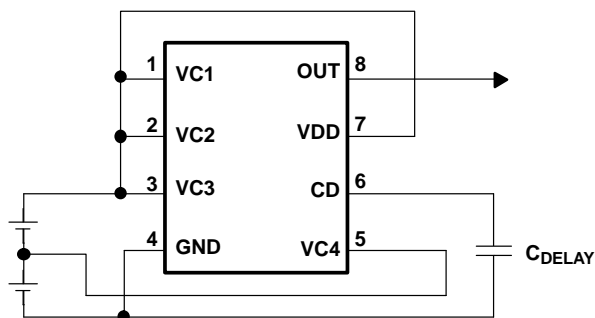 1 VC1 OUT 8
2 VC2 VDD 7
3 VC3 CD 6
4 GND VC4 5
CDELAY